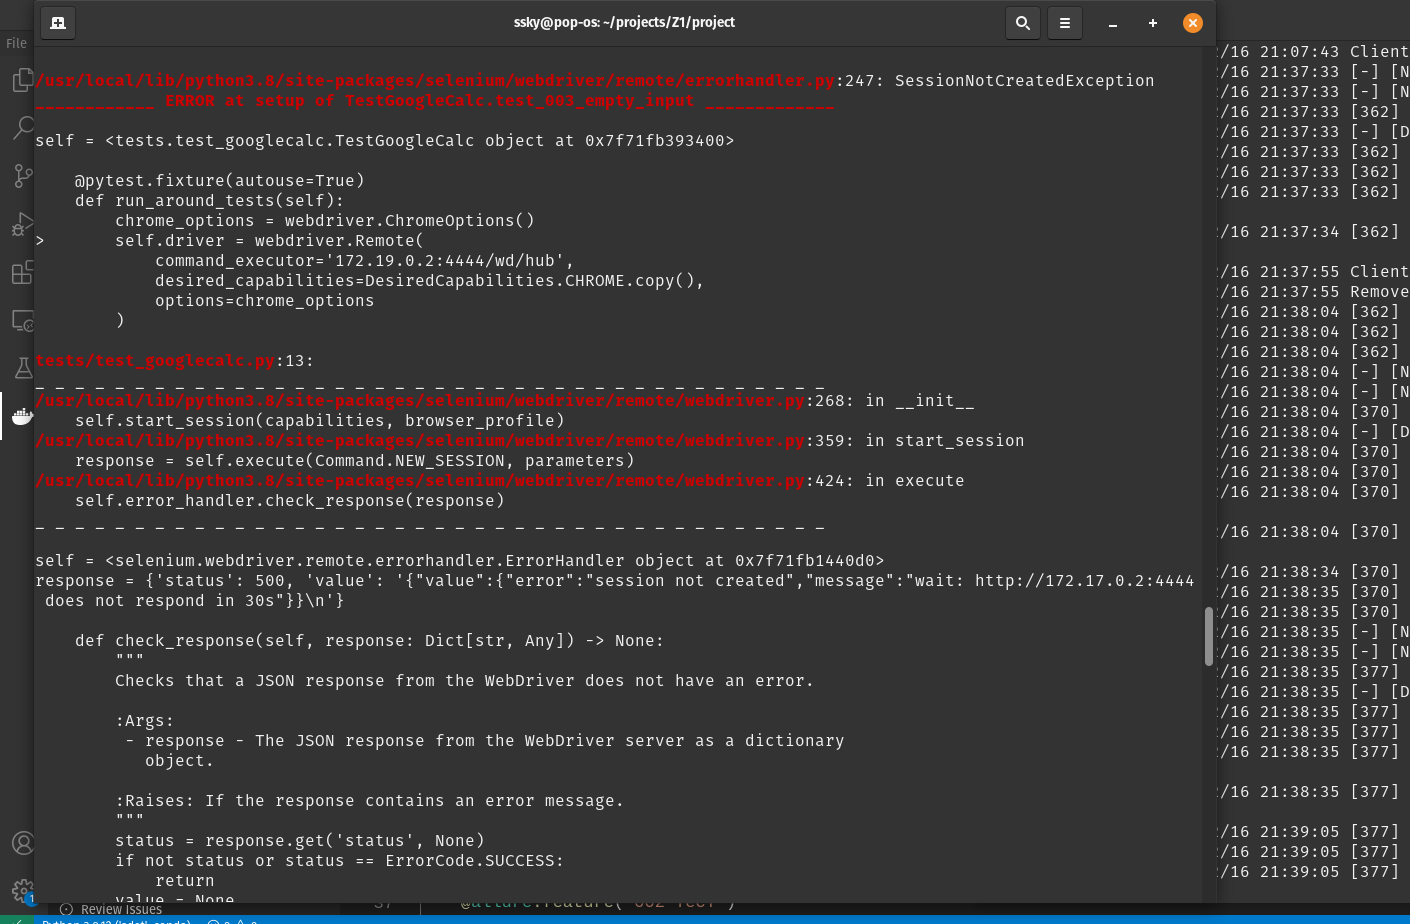 ssky@pop-os: ~/projects/Z1/project
File
/usr/local/lib/python3.8/site-packages/selenium/webdriver/remote/errorhandler.py:247: SessionNotCreatedException
____________ ERROR at setup of TestGoogleCalc.test_003_empty_input _____________
self = <tests.test_googlecalc.TestGoogleCalc object at 0x7f71fb393400>
@pytest.fixture(autouse=True)
def run_around_tests(self):
chrome_options = webdriver.ChromeOptions()
> self.driver = webdriver.Remote(
command_executor='172.19.0.2:4444/wd/hub',
desired_capabilities=DesiredCapabilities.CHROME.copy(),
options=chrome_options
)
tests/test_googlecalc.py:13:
_ _ _ _ _ _ _ _ _ _ _ _ _ _ _ _ _ _ _ _ _ _ _ _ _ _ _ _ _ _ _ _ _ _ _ _ _ _ _ _
/usr/local/lib/python3.8/site-packages/selenium/webdriver/remote/webdriver.py:268: in __init__
self.start_session(capabilities, browser_profile)
/usr/local/lib/python3.8/site-packages/selenium/webdriver/remote/webdriver.py:359: in start_session
response = self.execute(Command.NEW_SESSION, parameters)
/usr/local/lib/python3.8/site-packages/selenium/webdriver/remote/webdriver.py:424: in execute
self.error_handler.check_response(response)
_ _ _ _ _ _ _ _ _ _ _ _ _ _ _ _ _ _ _ _ _ _ _ _ _ _ _ _ _ _ _ _ _ _ _ _ _ _ _ _
self = <selenium.webdriver.remote.errorhandler.ErrorHandler object at 0x7f71fb1440d0>
response = {'status': 500, 'value': '{"value":{"error":"session not created","message":"wait: http://172.17.0.2:4444
does not respond in 30s"}}\n'}
def check_response(self, response: Dict[str, Any]) -> None:
"""
Checks that a JSON response from the WebDriver does not have an error.
:Args:
- response - The JSON response from the WebDriver server as a dictionary
object.
:Raises: If the response contains an error message.
"""
status = response.get('status', None)
if not status or status == ErrorCode.SUCCESS:
return
value = None
/16 21:07:43 Client
/16 21:37:33 [-] [N
/16 21:37:33 [-] [N
/16 21:37:33 [362]
/16 21:37:33 [-] [D
/16 21:37:33 [362]
/16 21:37:33 [362]
/16 21:37:33 [362]
/16 21:37:34 [362]
/16 21:37:55 Client
/16 21:37:55 Remove
/16 21:38:04 [362]
/16 21:38:04 [362]
/16 21:38:04 [362]
/16 21:38:04 [-] [N
/16 21:38:04 [-] [N
/16 21:38:04 [370]
/16 21:38:04 [-] [D
/16 21:38:04 [370]
/16 21:38:04 [370]
/16 21:38:04 [370]
/16 21:38:04 [370]
/16 21:38:34 [370]
/16 21:38:35 [370]
/16 21:38:35 [370]
/16 21:38:35 [-] [N
/16 21:38:35 [-] [N
/16 21:38:35 [377]
/16 21:38:35 [-] [D
/16 21:38:35 [377]
/16 21:38:35 [377]
/16 21:38:35 [377]
/16 21:38:35 [377]
/16 21:39:05 [377]
/16 21:39:05 [377]
/16 21:39:05 [377]
1
Review Issues
37